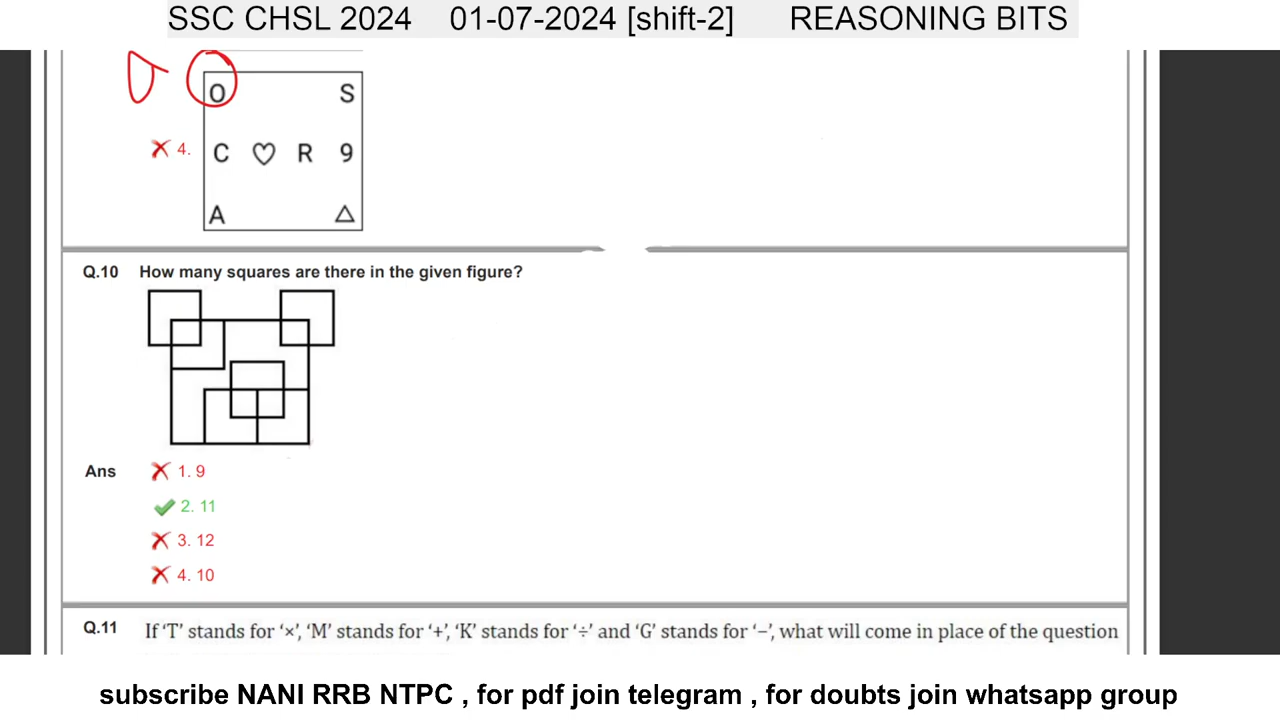 SSC CHSL 2024 01-07-2024 [shift-2] REASONING BITS
O S
4. C ♡ R 9
A △
Q.10 How many squares are there in the given figure?
Ans 1. 9
2. 11
3. 12
4. 10
Q.11 If ‘T’ stands for ‘×’, ‘M’ stands for ‘+’, ‘K’ stands for ‘÷’ and ‘G’ stands for ‘−’, what will come in place of the question
subscribe NANI RRB NTPC , for pdf join telegram , for doubts join whatsapp group